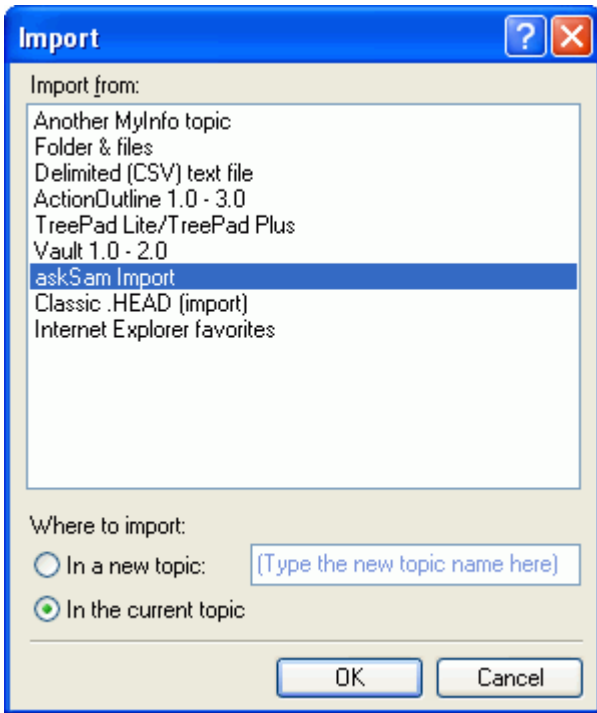 Import
Import from:
Another MyInfo topic
Folder & files
Delimited (CSV) text file
ActionOutline 1.0 - 3.0
TreePad Lite/TreePad Plus
Vault 1.0 - 2.0
askSam Import
Classic .HEAD (import)
Internet Explorer favorites
Where to import:
In a new topic: (Type the new topic name here)
In the current topic
OK Cancel